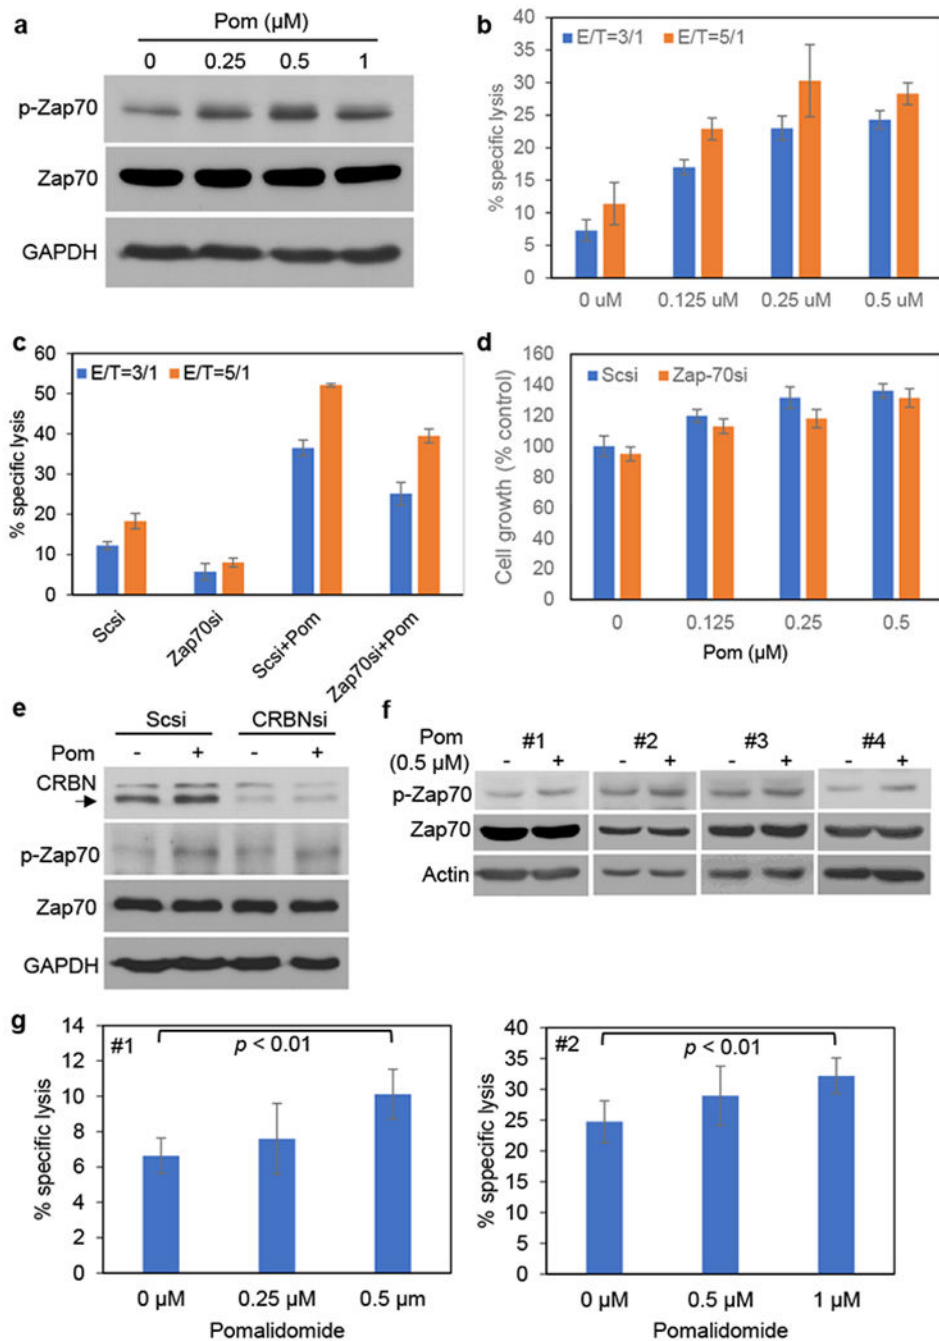 a
Pom (µM)
0 0.25 0.5 1
p-Zap70
Zap70
GAPDH
b
E/T=3/1 E/T=5/1
% specific lysis
40
35
30
25
20
15
10
5
0
0 uM 0.125 uM 0.25 uM 0.5 uM
c
E/T=3/1 E/T=5/1
% specific lysis
60
50
40
30
20
10
0
Scsi Zap70si Scsi+Pom Zap70si+Pom
d
Scsi Zap-70si
Cell growth (% control)
160
140
120
100
80
60
40
20
0
0 0.125 0.25 0.5
Pom (µM)
e
Scsi CRBNsi
Pom - + - +
CRBN
p-Zap70
Zap70
GAPDH
f
Pom #1 #2 #3 #4
(0.5 µM) - + - + - + - +
p-Zap70
Zap70
Actin
g
#1
p < 0.01
% specific lysis
14
12
10
8
6
4
2
0
0 µM 0.25 µM 0.5 µm
Pomalidomide
#2
p < 0.01
% sppecific lysis
40
35
30
25
20
15
10
5
0
0 µM 0.5 µM 1 µM
Pomalidomide